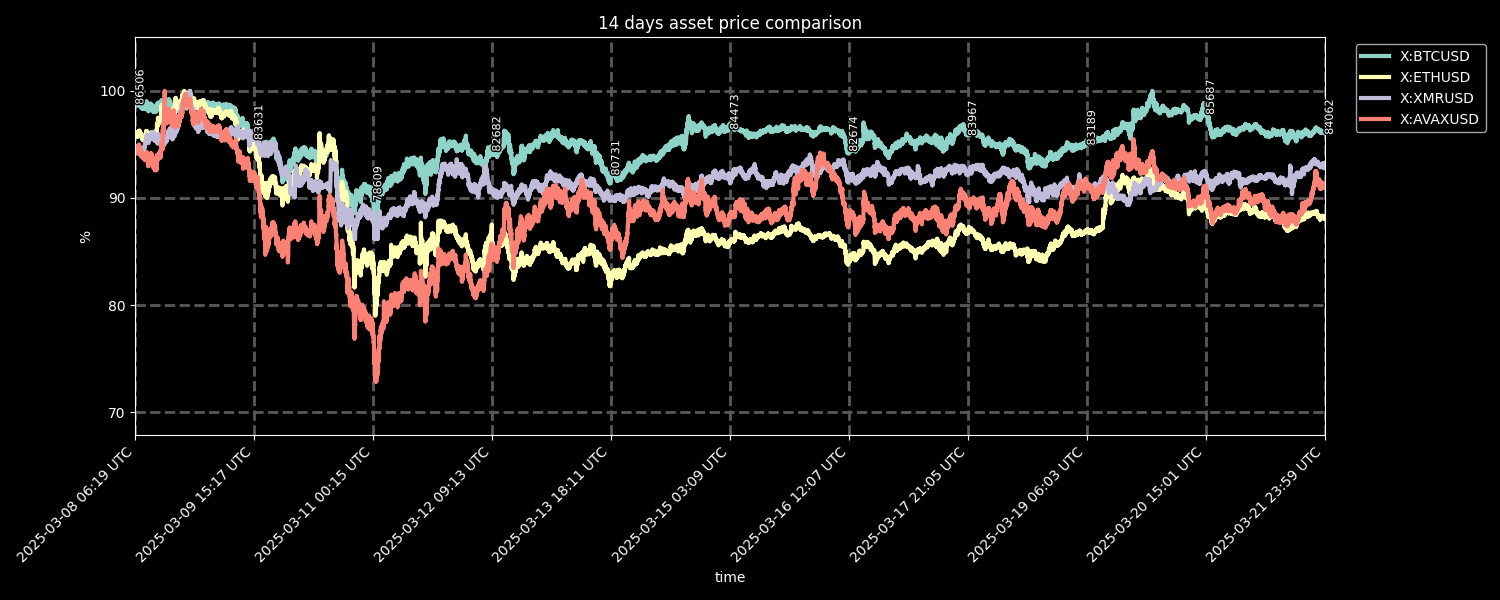 14 days asset price comparison
X:BTCUSD
X:ETHUSD
X:XMRUSD
X:AVAXUSD
%
100
90
80
70
86506
83631
78609
82682
80731
84473
82674
83967
83189
85687
84062
2025-03-08 06:19 UTC
2025-03-09 15:17 UTC
2025-03-11 00:15 UTC
2025-03-12 09:13 UTC
2025-03-13 18:11 UTC
2025-03-15 03:09 UTC
2025-03-16 12:07 UTC
2025-03-17 21:05 UTC
2025-03-19 06:03 UTC
2025-03-20 15:01 UTC
2025-03-21 23:59 UTC
time